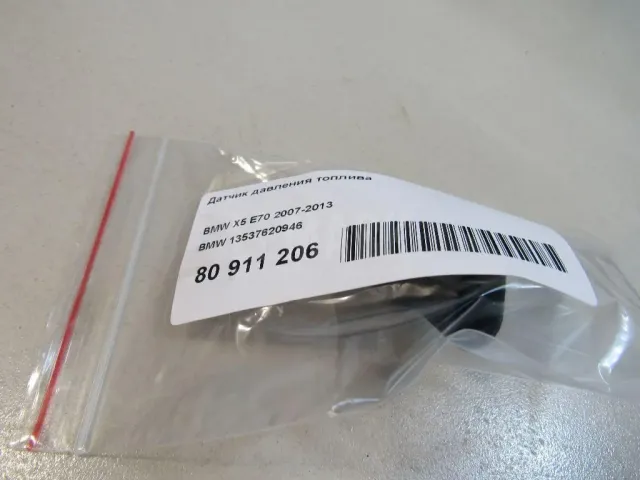 Датчик давления топлива
BMW X5 E70 2007-2013
BMW 13537620946
80 911 206